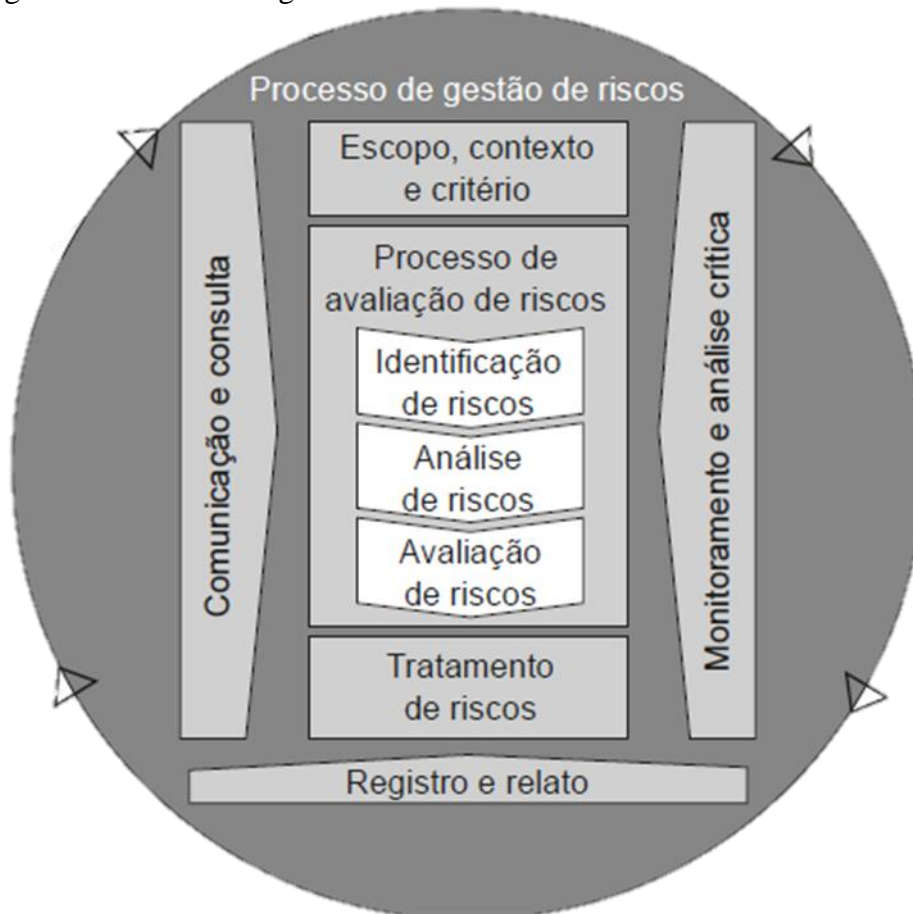 Processo de gestão de riscos
Escopo, contexto
e critério
Processo de
avaliação de riscos
Identificação
de riscos
Análise
de riscos
Avaliação
de riscos
Tratamento
de riscos
Comunicação e consulta
Monitoramento e análise crítica
Registro e relato